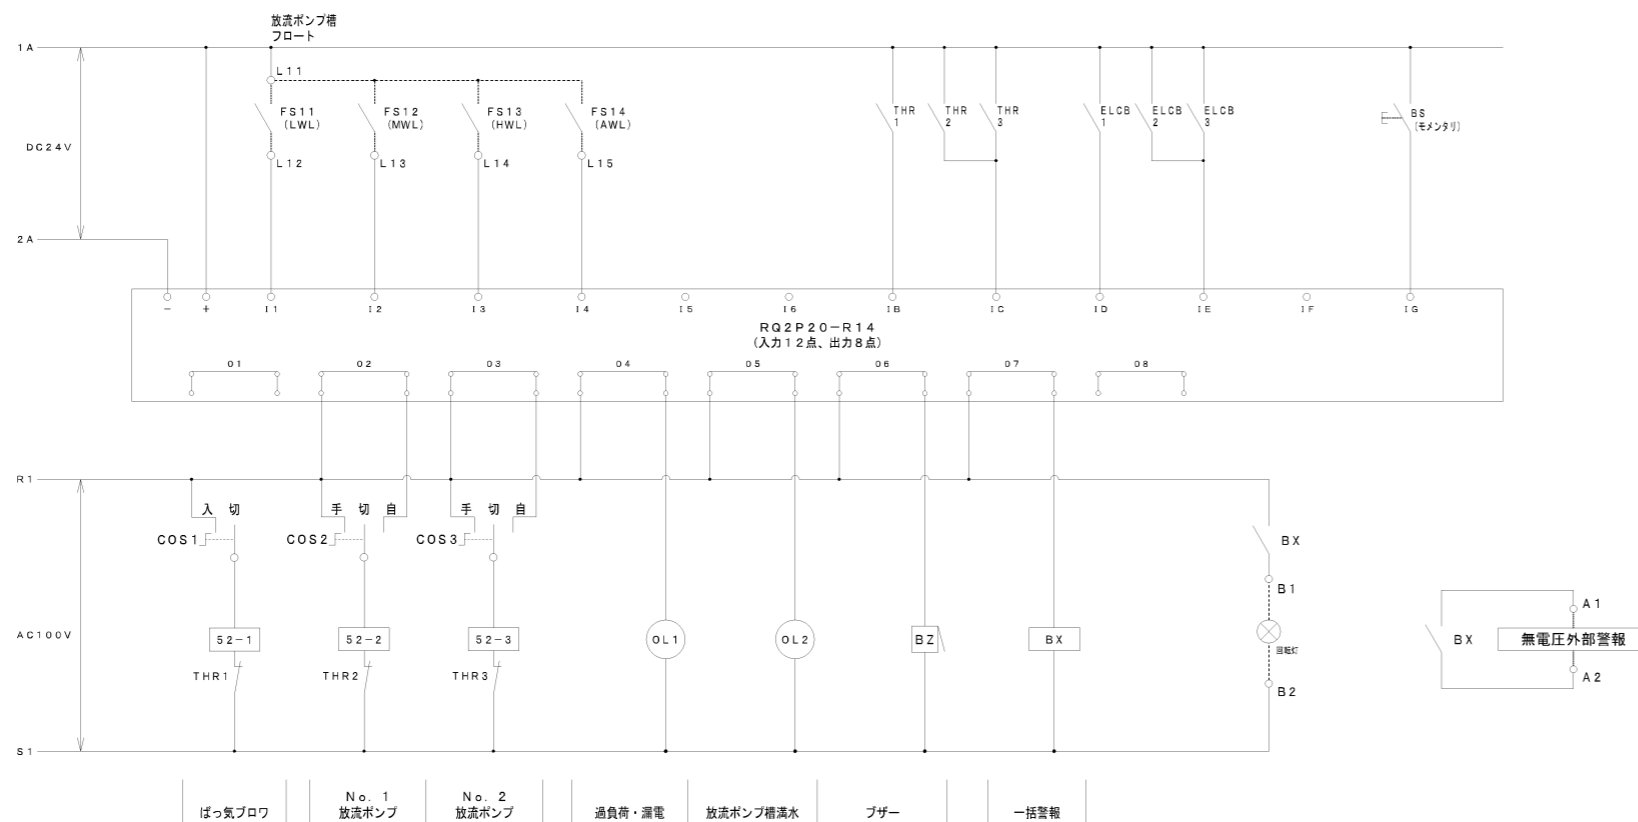 放流ポンプ槽
フロート
1A
L11
FS11
(LWL)
FS12
(MWL)
FS13
(HWL)
FS14
(AWL)
THR
1
THR
2
THR
3
ELCB
1
ELCB
2
ELCB
3
BS
(モメンタリ)
DC24V
L12
L13
L14
L15
2A
-
+
I1
I2
I3
I4
I5
I6
IB
IC
ID
IE
IF
IG
RQ2P20-R14
(入力12点、出力8点)
01
02
03
04
05
06
07
08
R1
入 切
手 切 自
手 切 自
COS1
COS2
COS3
BX
B1
AC100V
52-1
52-2
52-3
OL1
OL2
BZ
BX
回転灯
BX
A1
無電圧外部警報
A2
THR1
THR2
THR3
B2
S1
ばっ気ブロワ
No. 1
放流ポンプ
No. 2
放流ポンプ
過負荷・漏電
放流ポンプ槽満水
ブザー
一括警報